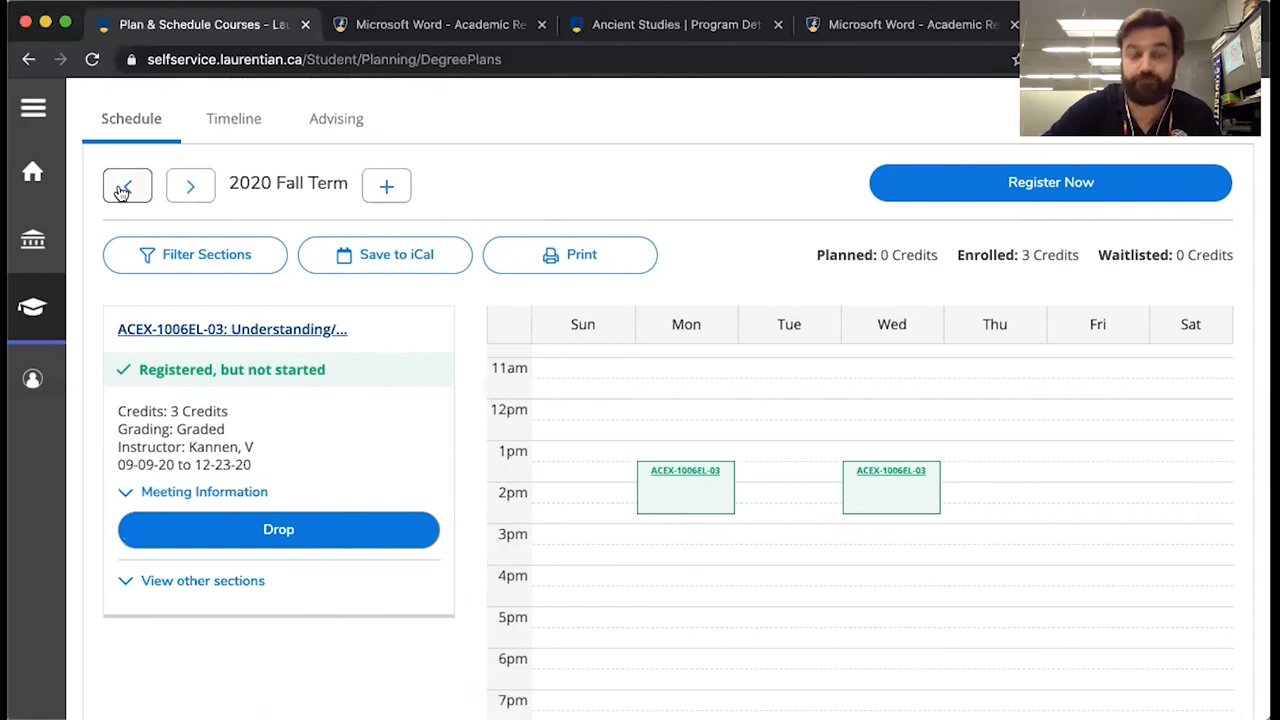 Plan & Schedule Courses - Lau
Microsoft Word - Academic Re
Ancient Studies | Program Det
Microsoft Word - Academic Re
selfservice.laurentian.ca/Student/Planning/DegreePlans
Schedule
Timeline
Advising
2020 Fall Term
Register Now
Filter Sections
Save to iCal
Print
Planned: 0 Credits
Enrolled: 3 Credits
Waitlisted: 0 Credits
ACEX-1006EL-03: Understanding/...
Registered, but not started
Credits: 3 Credits
Grading: Graded
Instructor: Kannen, V
09-09-20 to 12-23-20
Meeting Information
Drop
View other sections
Sun Mon Tue Wed Thu Fri Sat
11am
12pm
1pm
ACEX-1006EL-03 ACEX-1006EL-03
2pm
3pm
4pm
5pm
6pm
7pm